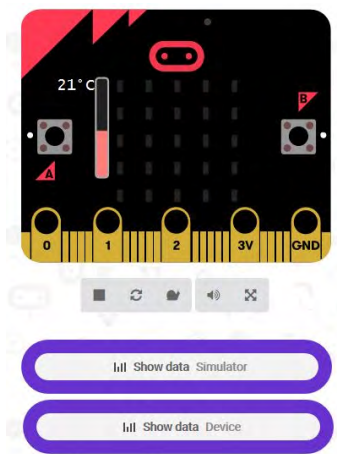 21°C
B
A
0 1 2 3V GND
Show data Simulator
Show data Device